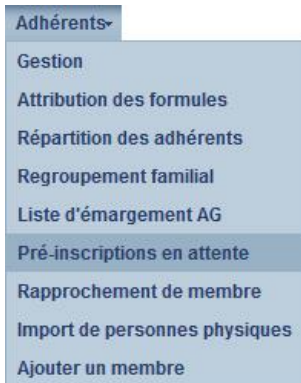 Adhérents
Gestion
Attribution des formules
Répartition des adhérents
Regroupement familial
Liste d'émargement AG
Pré-inscriptions en attente
Rapprochement de membre
Import de personnes physiques
Ajouter un membre